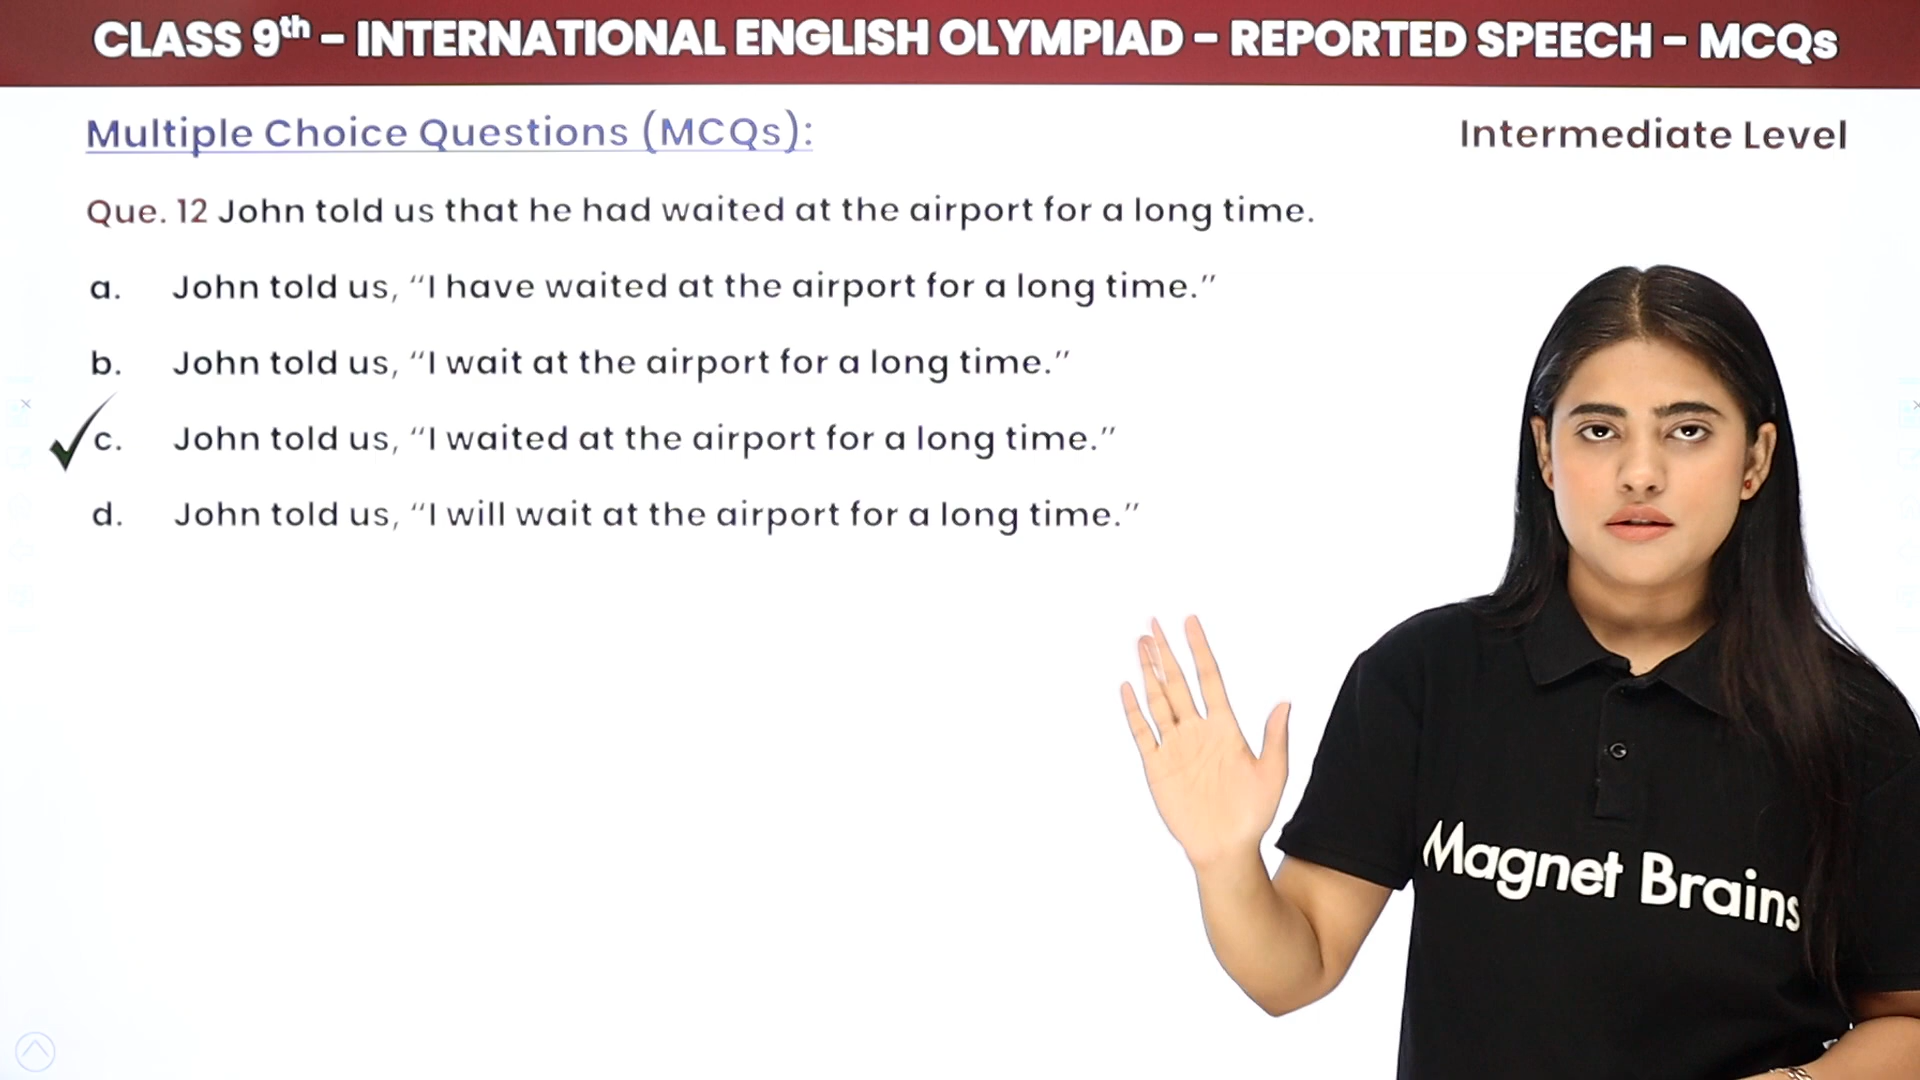 CLASS 9th – INTERNATIONAL ENGLISH OLYMPIAD – REPORTED SPEECH – MCQs
Multiple Choice Questions (MCQs):
Intermediate Level
Que. 12 John told us that he had waited at the airport for a long time.
a. John told us, “I have waited at the airport for a long time.”
b. John told us, “I wait at the airport for a long time.”
c. John told us, “I waited at the airport for a long time.”
d. John told us, “I will wait at the airport for a long time.”
Magnet Brains